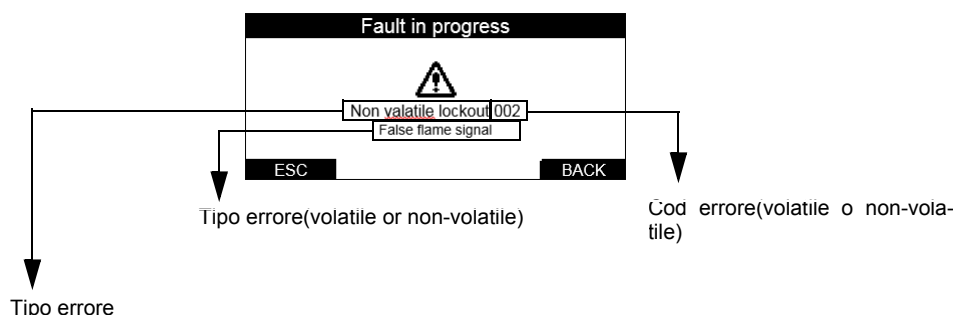 Fault in progress
Non valatile lockout 002
False flame signal
ESC
BACK
Tipo errore(volatile or non-volatile)
Cod errore(volatile o non-vola-
tile)
Tipo errore